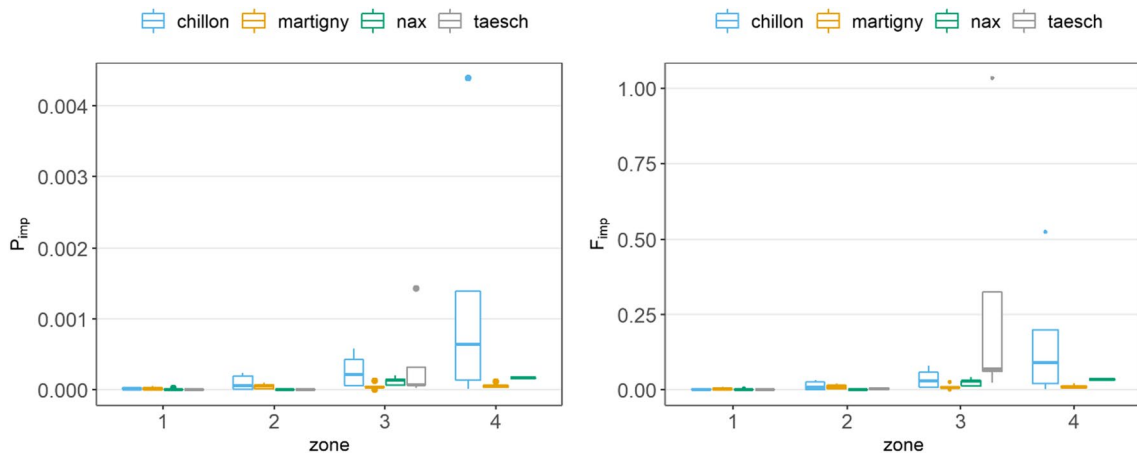 chillon martigny nax taesch
0.004
0.003
0.002
0.001
0.000
P_imp
1 2 3 4
zone
chillon martigny nax taesch
1.00
0.75
0.50
0.25
0.00
F_imp
1 2 3 4
zone